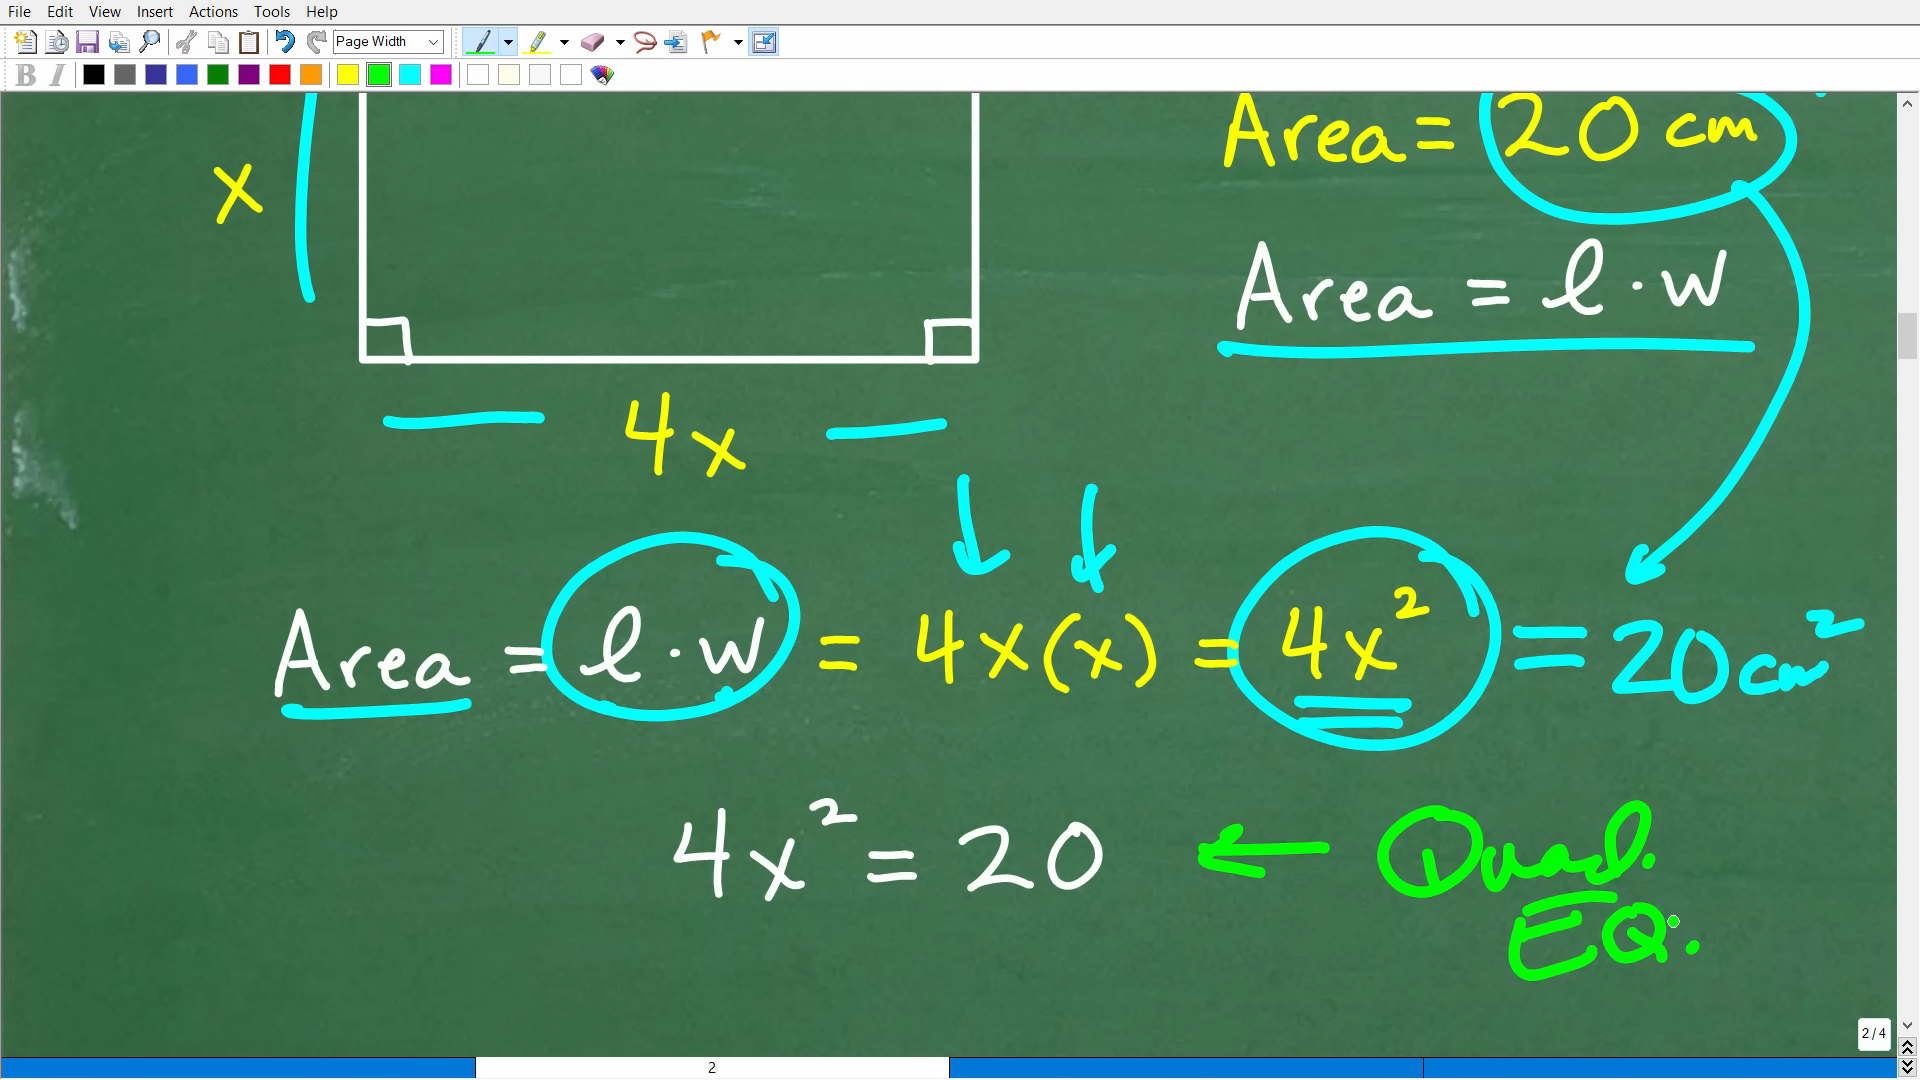 File Edit View Insert Actions Tools Help
Page Width
B I
Area = 20 cm
x
Area = l · w
4x
Area = l · w = 4x(x) = 4x² = 20cm²
4x² = 20 ← Quad.
EQ.
2 / 4
2